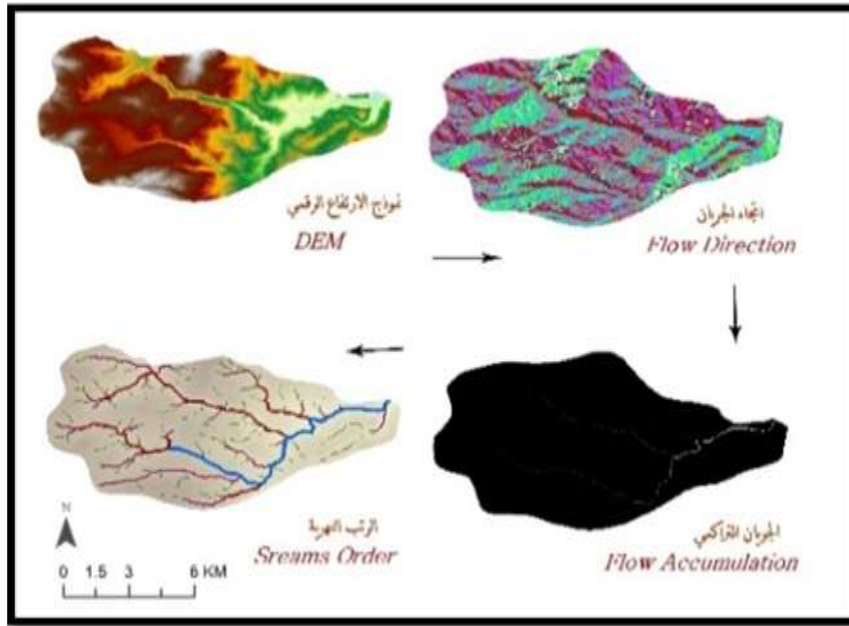 نموذج الارتفاع الرقمي
DEM
اتجاه الجريان
Flow Direction
الرتب النهرية
Sreams Order
N
0 1.5 3 6 KM
الجريان التراكمي
Flow Accumulation